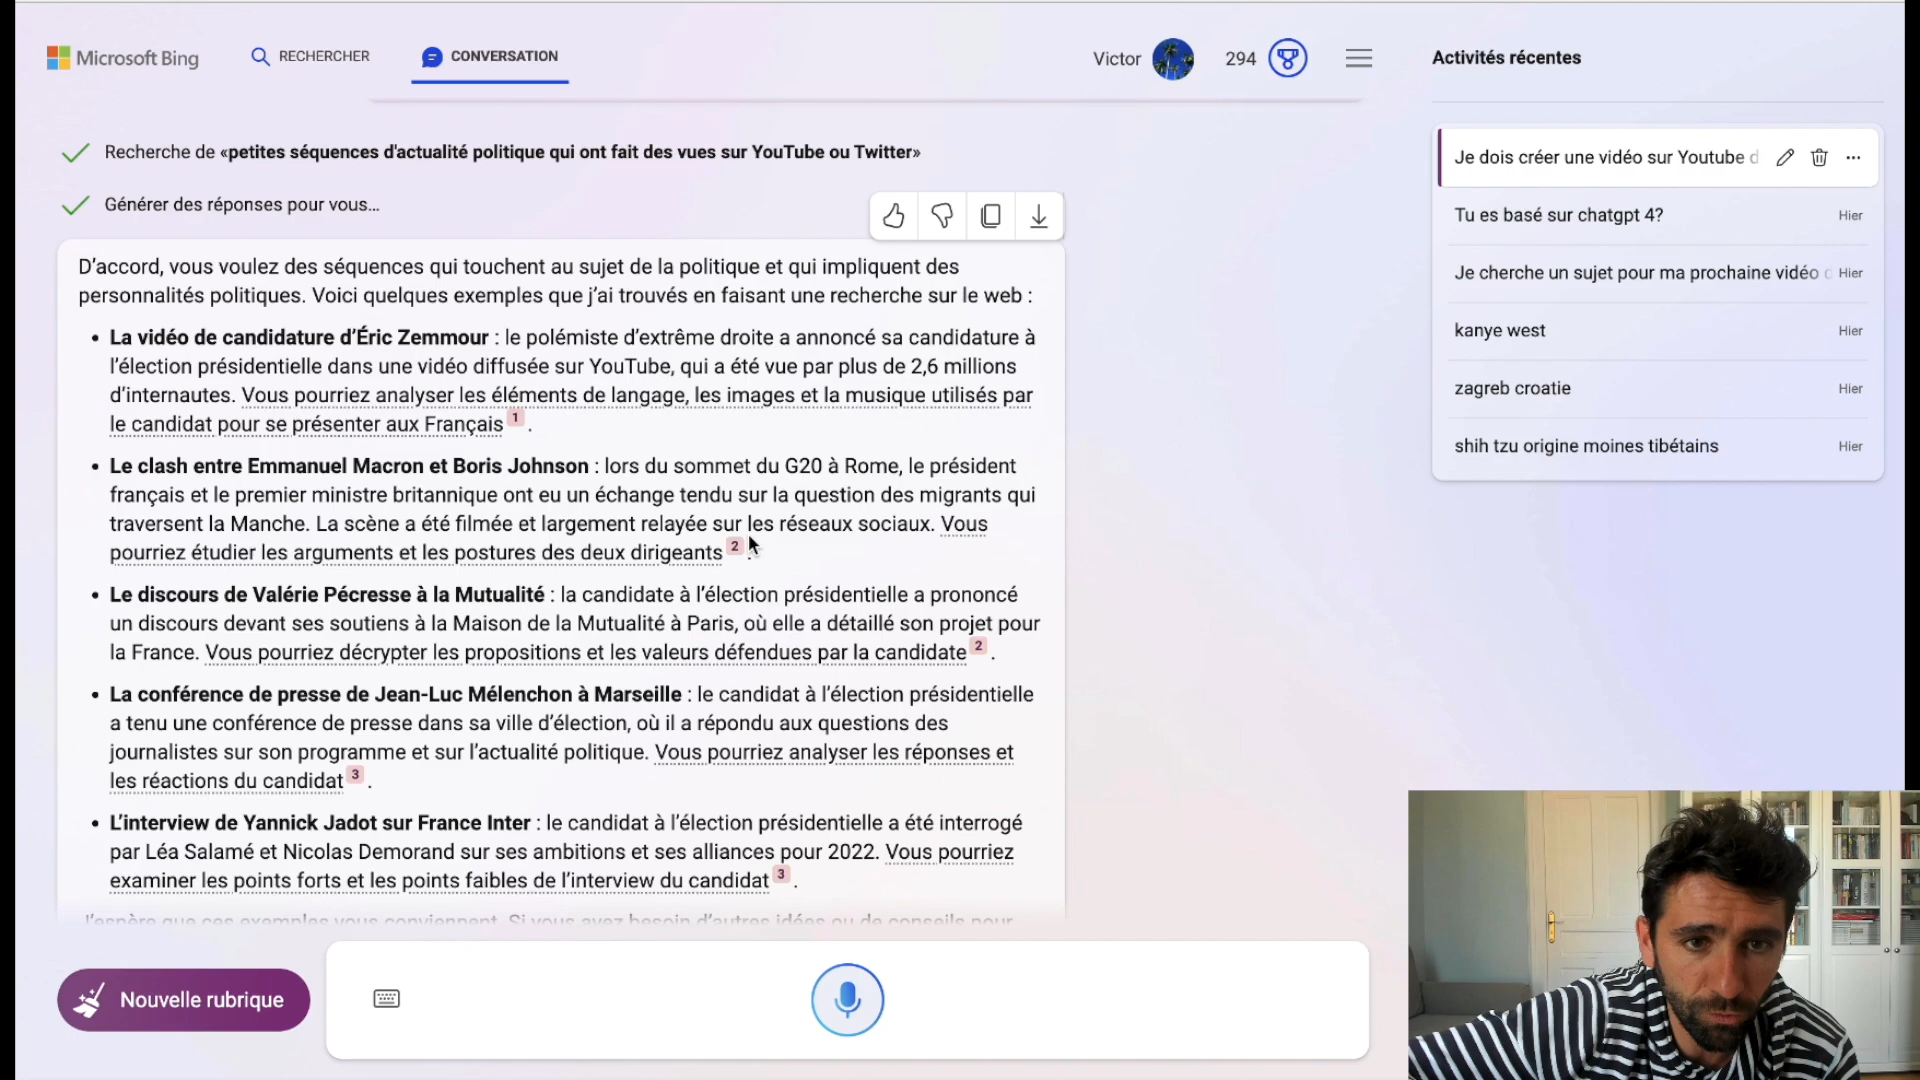 Microsoft Bing
RECHERCHER
CONVERSATION
Victor
294
Activités récentes
Recherche de «petites séquences d'actualité politique qui ont fait des vues sur YouTube ou Twitter»
Générer des réponses pour vous...
D'accord, vous voulez des séquences qui touchent au sujet de la politique et qui impliquent des
personnalités politiques. Voici quelques exemples que j'ai trouvés en faisant une recherche sur le web :
• La vidéo de candidature d'Éric Zemmour : le polémiste d'extrême droite a annoncé sa candidature à
l'élection présidentielle dans une vidéo diffusée sur YouTube, qui a été vue par plus de 2,6 millions
d'internautes. Vous pourriez analyser les éléments de langage, les images et la musique utilisés par
le candidat pour se présenter aux Français 1 .
• Le clash entre Emmanuel Macron et Boris Johnson : lors du sommet du G20 à Rome, le président
français et le premier ministre britannique ont eu un échange tendu sur la question des migrants qui
traversent la Manche. La scène a été filmée et largement relayée sur les réseaux sociaux. Vous
pourriez étudier les arguments et les postures des deux dirigeants 2 .
• Le discours de Valérie Pécresse à la Mutualité : la candidate à l'élection présidentielle a prononcé
un discours devant ses soutiens à la Maison de la Mutualité à Paris, où elle a détaillé son projet pour
la France. Vous pourriez décrypter les propositions et les valeurs défendues par la candidate 2 .
• La conférence de presse de Jean-Luc Mélenchon à Marseille : le candidat à l'élection présidentielle
a tenu une conférence de presse dans sa ville d'élection, où il a répondu aux questions des
journalistes sur son programme et sur l'actualité politique. Vous pourriez analyser les réponses et
les réactions du candidat 3 .
• L'interview de Yannick Jadot sur France Inter : le candidat à l'élection présidentielle a été interrogé
par Léa Salamé et Nicolas Demorand sur ses ambitions et ses alliances pour 2022. Vous pourriez
examiner les points forts et les points faibles de l'interview du candidat 3 .
J'espère que ces exemples vous conviennent. Si vous avez besoin d'autres idées ou de conseils pour
Nouvelle rubrique
Je dois créer une vidéo sur Youtube d
Tu es basé sur chatgpt 4? Hier
Je cherche un sujet pour ma prochaine vidéo Hier
kanye west Hier
zagreb croatie Hier
shih tzu origine moines tibétains Hier